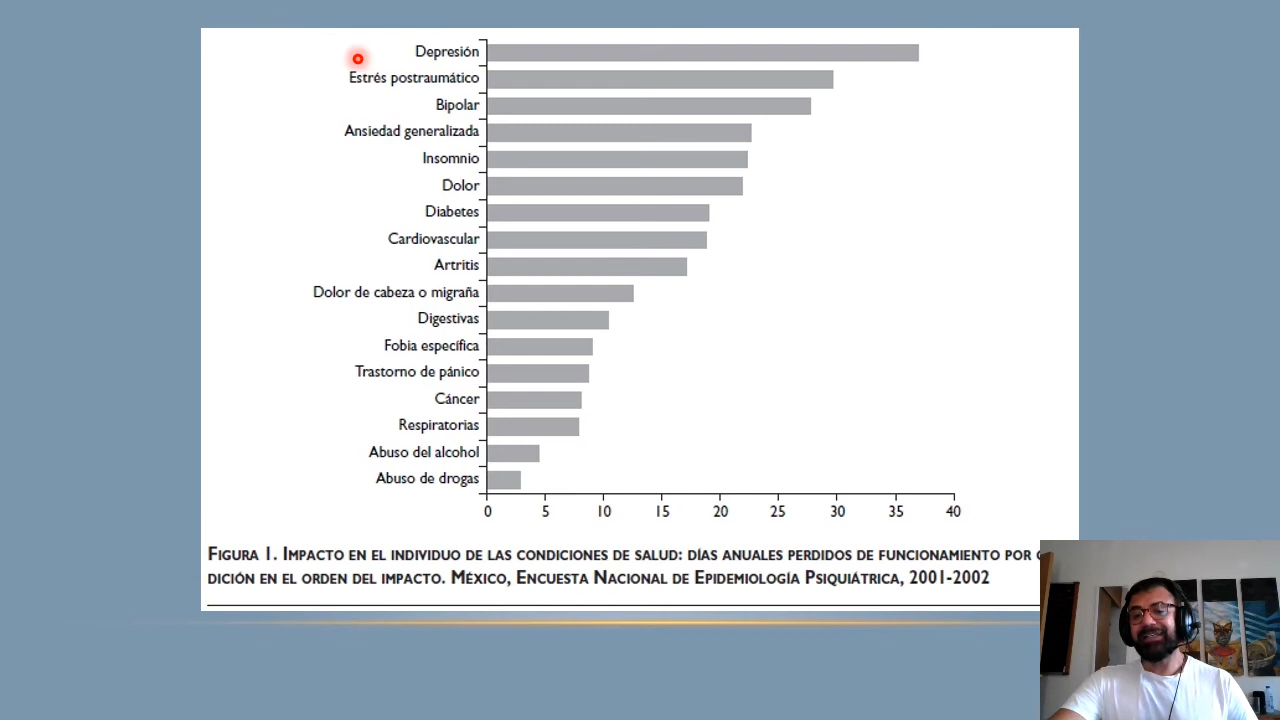 Depresión
Estrés postraumático
Bipolar
Ansiedad generalizada
Insomnio
Dolor
Diabetes
Cardiovascular
Artritis
Dolor de cabeza o migraña
Digestivas
Fobia específica
Trastorno de pánico
Cáncer
Respiratorias
Abuso del alcohol
Abuso de drogas
0 5 10 15 20 25 30 35 40
FIGURA 1. IMPACTO EN EL INDIVIDUO DE LAS CONDICIONES DE SALUD: DÍAS ANUALES PERDIDOS DE FUNCIONAMIENTO POR
DICIÓN EN EL ORDEN DEL IMPACTO. MÉXICO, ENCUESTA NACIONAL DE EPIDEMIOLOGÍA PSIQUIÁTRICA, 2001-2002